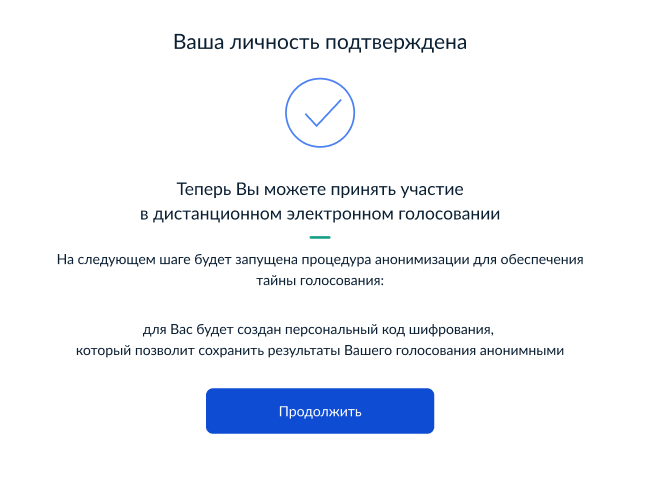 Ваша личность подтверждена
Теперь Вы можете принять участие
в дистанционном электронном голосовании
На следующем шаге будет запущена процедура анонимизации для обеспечения
тайны голосования:
для Вас будет создан персональный код шифрования,
который позволит сохранить результаты Вашего голосования анонимными
Продолжить